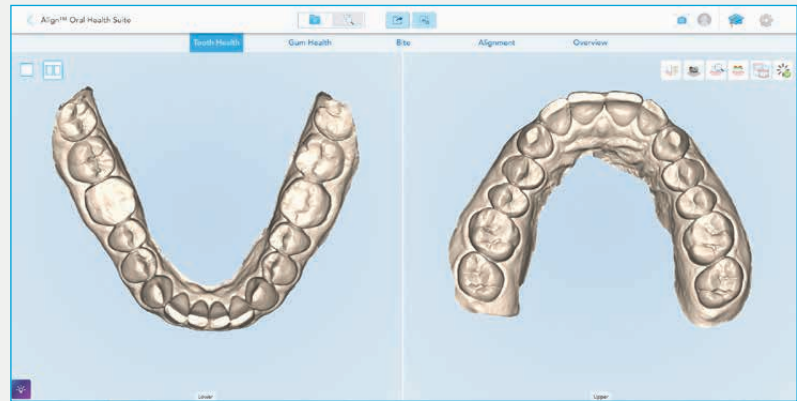 Align™ Oral Health Suite
Tooth Health Gum Health Bite Alignment Overview
Lower Upper